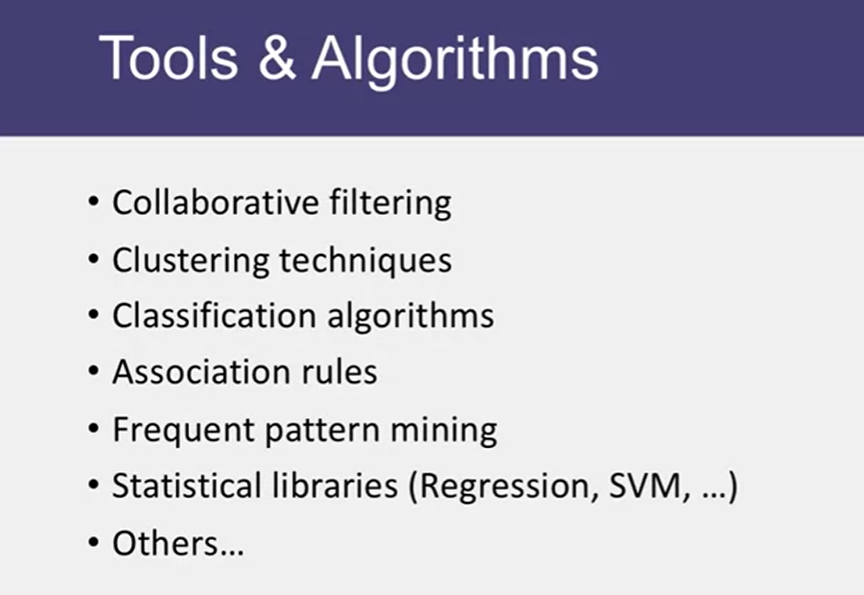 Tools & Algorithms
• Collaborative filtering
• Clustering techniques
• Classification algorithms
• Association rules
• Frequent pattern mining
• Statistical libraries (Regression, SVM, ...)
• Others...